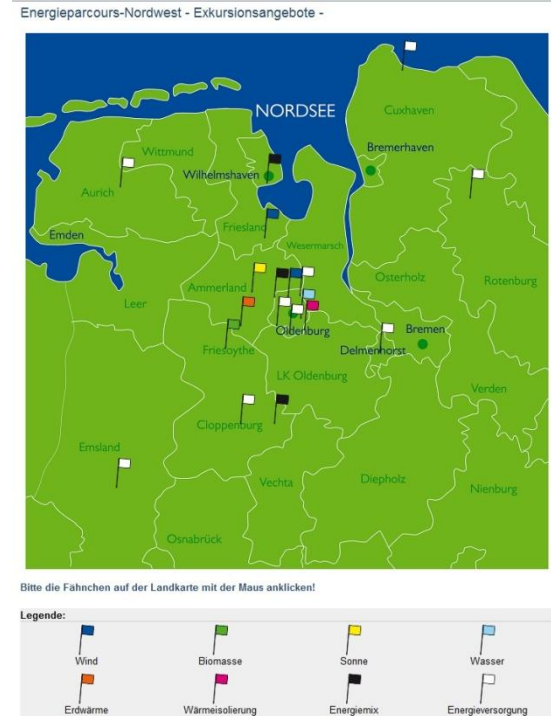 Energieparcours-Nordwest - Exkursionsangebote -
NORDSEE
Cuxhaven
Bremerhaven
Wittmund
Wilhelmshaven
Aurich
Friesland
Emden
Wesermarsch
Osterholz
Rotenburg
Ammerland
Leer
Oldenburg
Bremen
Friesoythe
Delmenhorst
LK Oldenburg
Verden
Cloppenburg
Emsland
Vechta
Diepholz
Nienburg
Osnabrück
Bitte die Fähnchen auf der Landkarte mit der Maus anklicken!
Legende:
Wind Biomasse Sonne Wasser
Erdwärme Wärmeisolierung Energiemix Energieversorgung